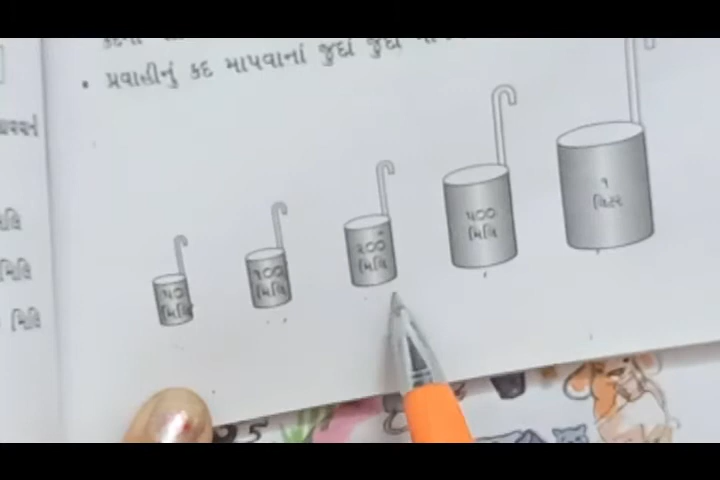 • પ્રવાહીનું કદ માપવાનાં જુદાં જુદાં
૫૦
મિલિ
૧૦૦
મિલિ
૨૦૦
મિલિ
૫૦૦
મિલિ
૧
લિટર
મિલિ
મિલિ